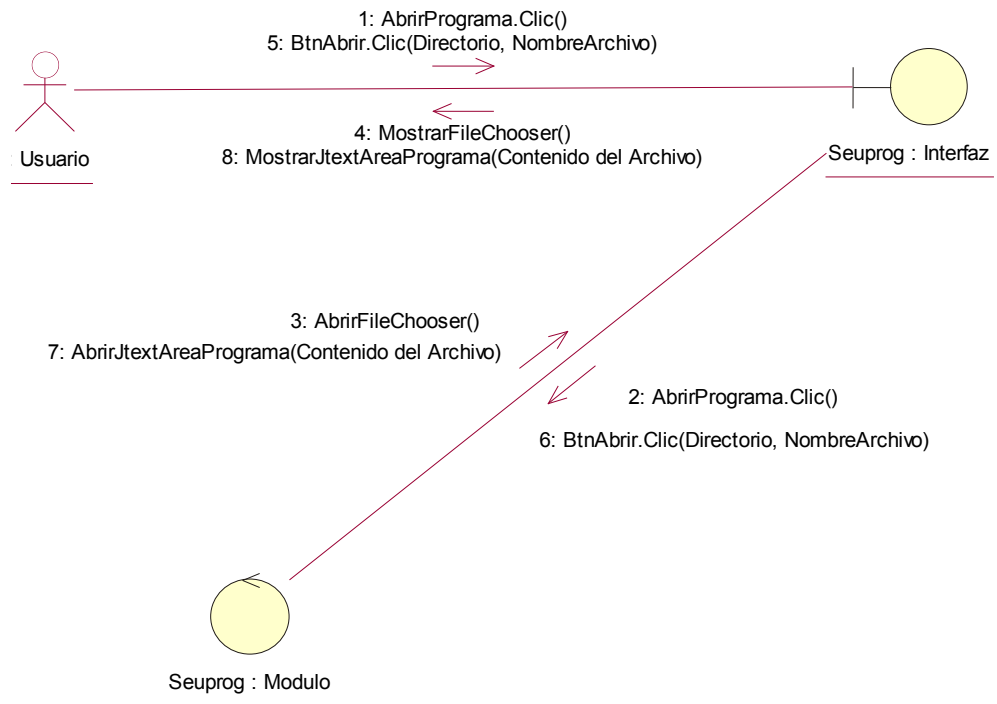 1: AbrirPrograma.Clic()
5: BtnAbrir.Clic(Directorio, NombreArchivo)
4: MostrarFileChooser()
8: MostrarJtextAreaPrograma(Contenido del Archivo)
: Usuario
Seuprog : Interfaz
3: AbrirFileChooser()
7: AbrirJtextAreaPrograma(Contenido del Archivo)
2: AbrirPrograma.Clic()
6: BtnAbrir.Clic(Directorio, NombreArchivo)
Seuprog : Modulo